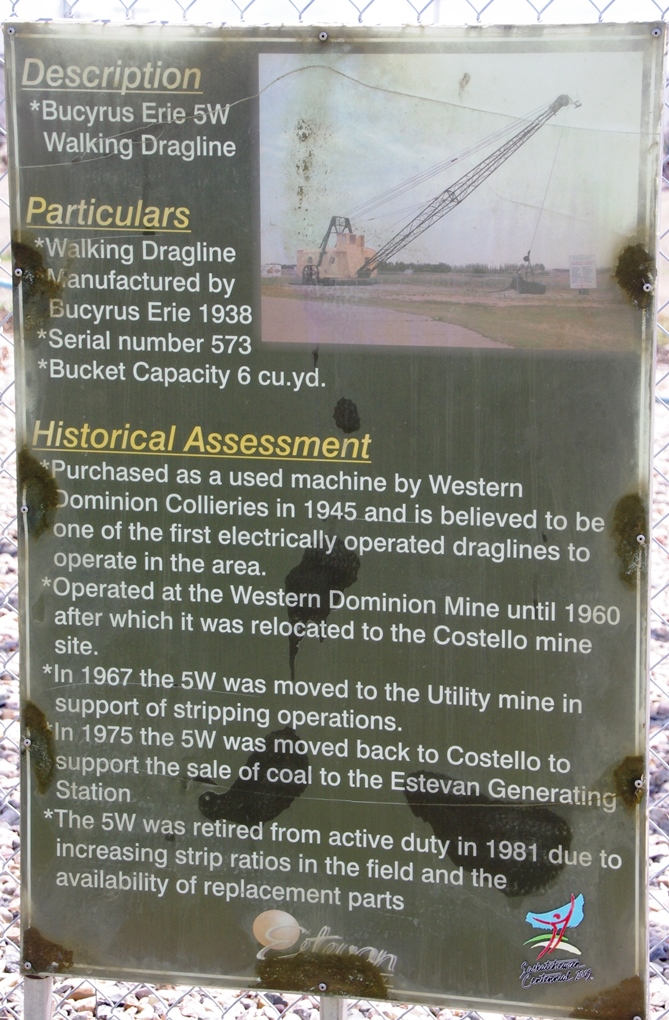 Description
*Bucyrus Erie 5W
Walking Dragline
Particulars
*Walking Dragline
*Manufactured by
Bucyrus Erie 1938
*Serial number 573
*Bucket Capacity 6 cu.yd.
Historical Assessment
*Purchased as a used machine by Western
Dominion Collieries in 1945 and is believed to be
one of the first electrically operated draglines to
operate in the area.
*Operated at the Western Dominion Mine until 1960
after which it was relocated to the Costello mine
site.
*In 1967 the 5W was moved to the Utility mine in
support of stripping operations.
*In 1975 the 5W was moved back to Costello to
support the sale of coal to the Estevan Generating
Station
*The 5W was retired from active duty in 1981 due to
increasing strip ratios in the field and the
availability of replacement parts
Estevan
Saskatchewan
Centennial